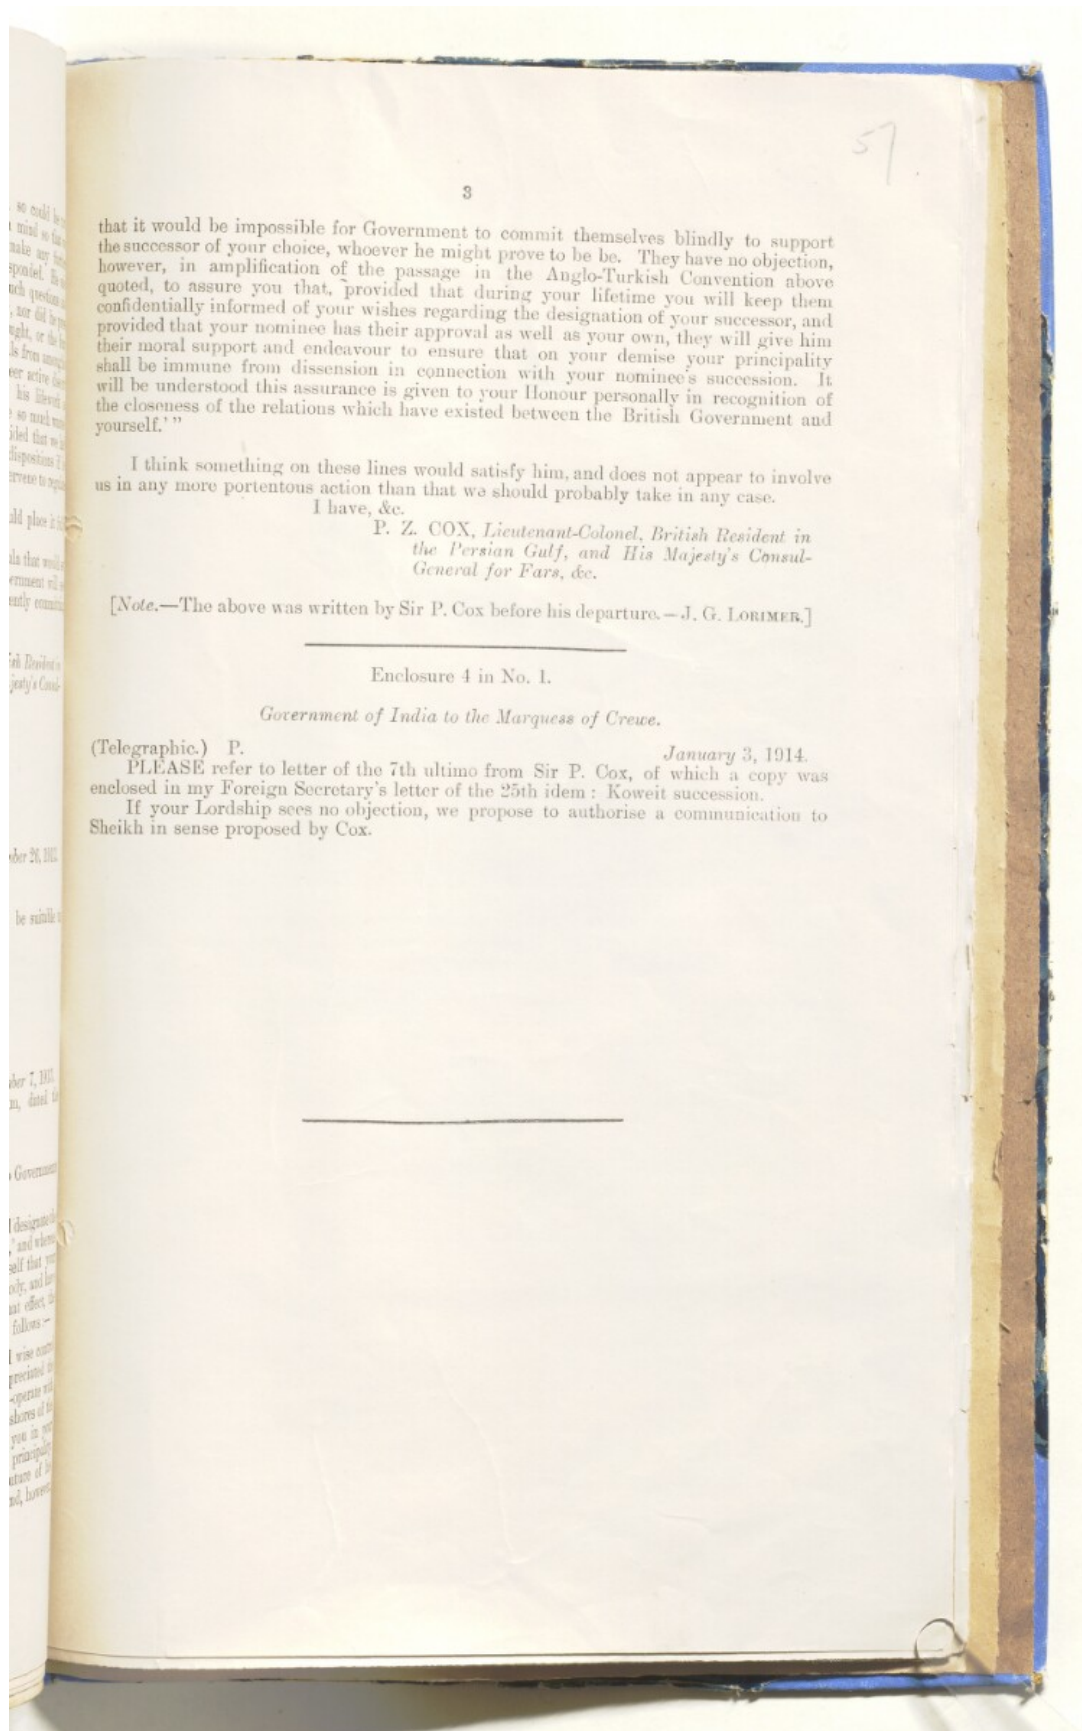 57
3
that it would be impossible for Government to commit themselves blindly to support
the successor of your choice, whoever he might prove to be be. They have no objection,
however, in amplification of the passage in the Anglo-Turkish Convention above
quoted, to assure you that, provided that during your lifetime you will keep them
confidentially informed of your wishes regarding the designation of your successor, and
provided that your nominee has their approval as well as your own, they will give him
their moral support and endeavour to ensure that on your demise your principality
shall be immune from dissension in connection with your nominee's succession. It
will be understood this assurance is given to your Honour personally in recognition of
the closeness of the relations which have existed between the British Government and
yourself.' "
I think something on these lines would satisfy him, and does not appear to involve
us in any more portentous action than that we should probably take in any case.
I have, &c.
P. Z. COX, Lieutenant-Colonel, British Resident in
the Persian Gulf, and His Majesty's Consul-
General for Fars, &c.
[Note.—The above was written by Sir P. Cox before his departure.—J. G. LORIMER.]
Enclosure 4 in No. 1.
Government of India to the Marquess of Crewe.
(Telegraphic.) P. January 3, 1914.
PLEASE refer to letter of the 7th ultimo from Sir P. Cox, of which a copy was
enclosed in my Foreign Secretary's letter of the 25th idem: Koweit succession.
If your Lordship sees no objection, we propose to authorise a communication to
Sheikh in sense proposed by Cox.